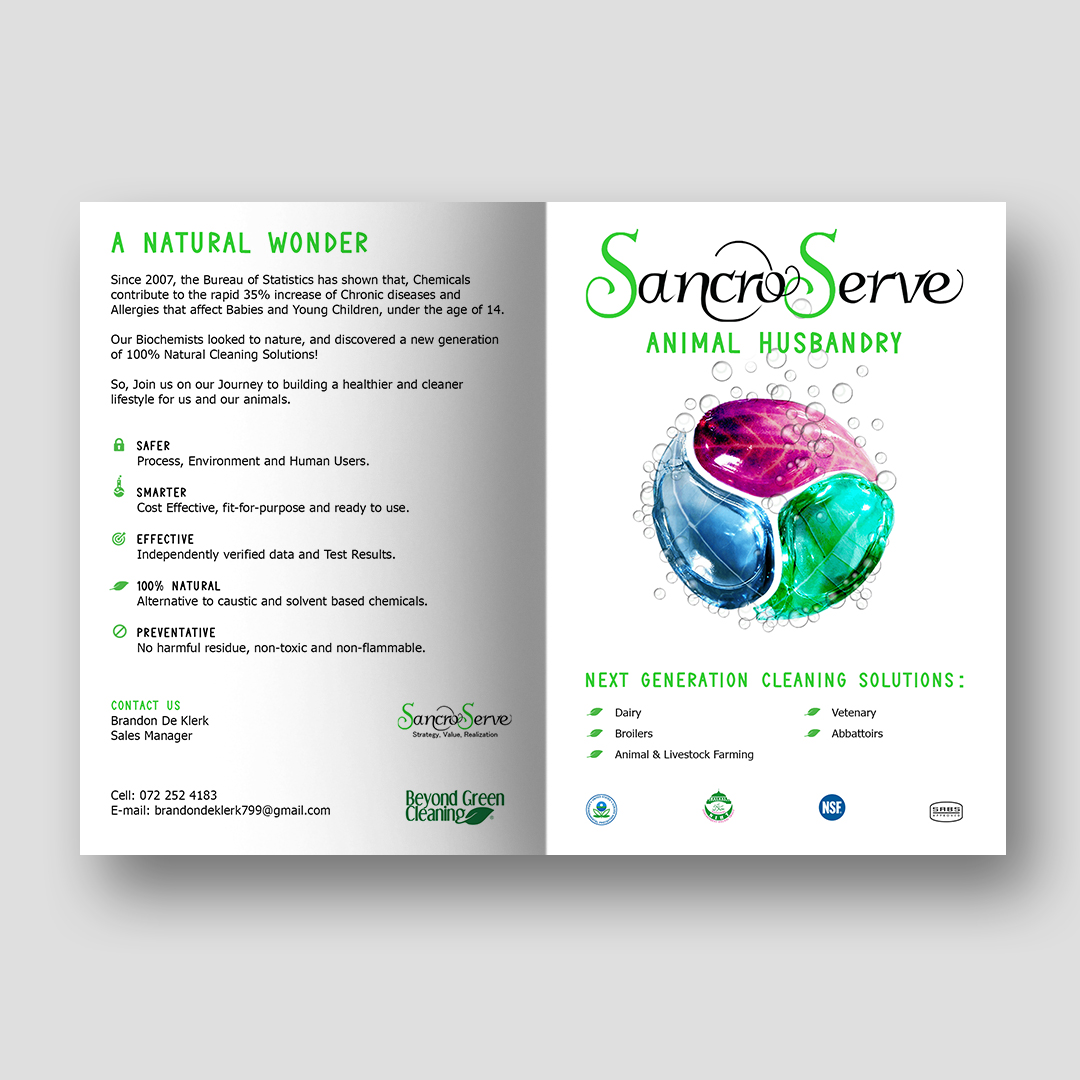 A NATURAL WONDER
Since 2007, the Bureau of Statistics has shown that, Chemicals
contribute to the rapid 35% increase of Chronic diseases and
Allergies that affect Babies and Young Children, under the age of 14.
Our Biochemists looked to nature, and discovered a new generation
of 100% Natural Cleaning Solutions!
So, Join us on our Journey to building a healthier and cleaner
lifestyle for us and our animals.
SAFER
Process, Environment and Human Users.
SMARTER
Cost Effective, fit-for-purpose and ready to use.
EFFECTIVE
Independently verified data and Test Results.
100% NATURAL
Alternative to caustic and solvent based chemicals.
PREVENTATIVE
No harmful residue, non-toxic and non-flammable.
CONTACT US
Brandon De Klerk
Sales Manager
Cell: 072 252 4183
E-mail: brandondeklerk799@gmail.com
SancroServe
Strategy, Value, Realization
Beyond Green
Cleaning®
SancroServe
ANIMAL HUSBANDRY
NEXT GENERATION CLEANING SOLUTIONS:
Dairy
Broilers
Animal & Livestock Farming
Vetenary
Abbattoirs
NSF
SABS
APPROVED